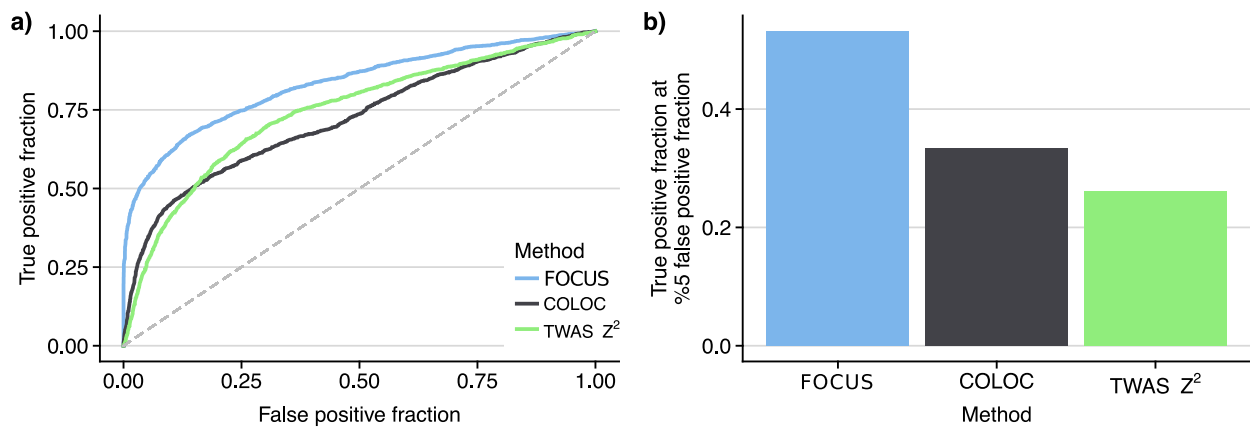 a)
True positive fraction
1.00
0.75
0.50
0.25
0.00
Method
FOCUS
COLOC
TWAS Z²
0.00 0.25 0.50 0.75 1.00
False positive fraction
b)
True positive fraction at
%5 false positive fraction
0.4
0.2
0.0
FOCUS COLOC TWAS Z²
Method